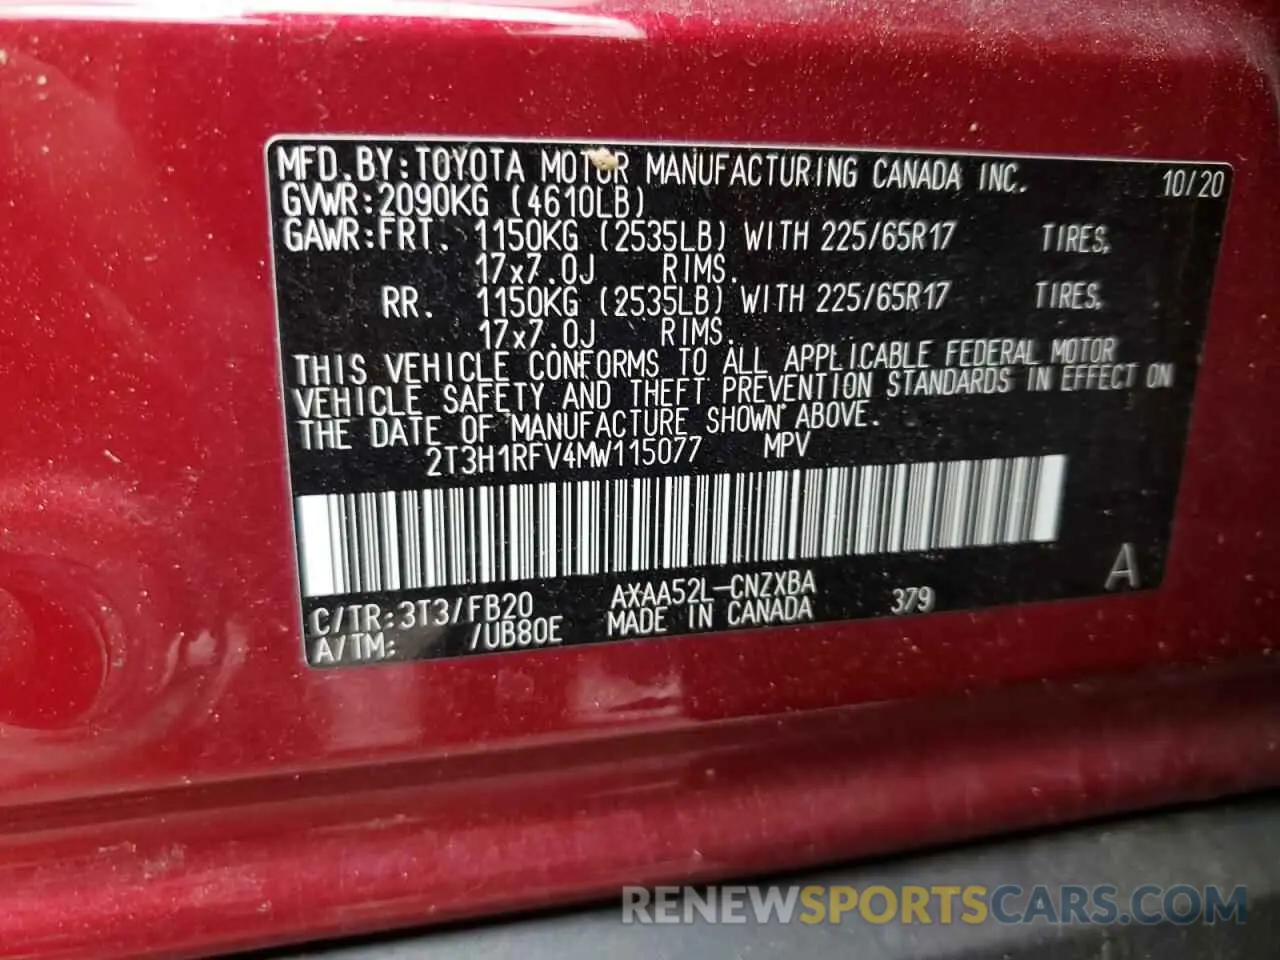 MFD.BY:TOYOTA MOTOR MANUFACTURING CANADA INC. 10/20
GVWR:2090KG (4610LB)
GAWR:FRT. 1150KG (2535LB) WITH 225/65R17 TIRES,
17x7.0J RIMS.
RR. 1150KG (2535LB) WITH 225/65R17 TIRES,
17x7.0J RIMS.
THIS VEHICLE CONFORMS TO ALL APPLICABLE FEDERAL MOTOR
VEHICLE SAFETY AND THEFT PREVENTION STANDARDS IN EFFECT ON
THE DATE OF MANUFACTURE SHOWN ABOVE.
2T3H1RFV4MW115077 MPV
C/TR:3T3/FB20 AXAA52L-CNZXBA 379 A
A/TM: /UB80E MADE IN CANADA
RENEWSPORTSCARS.COM